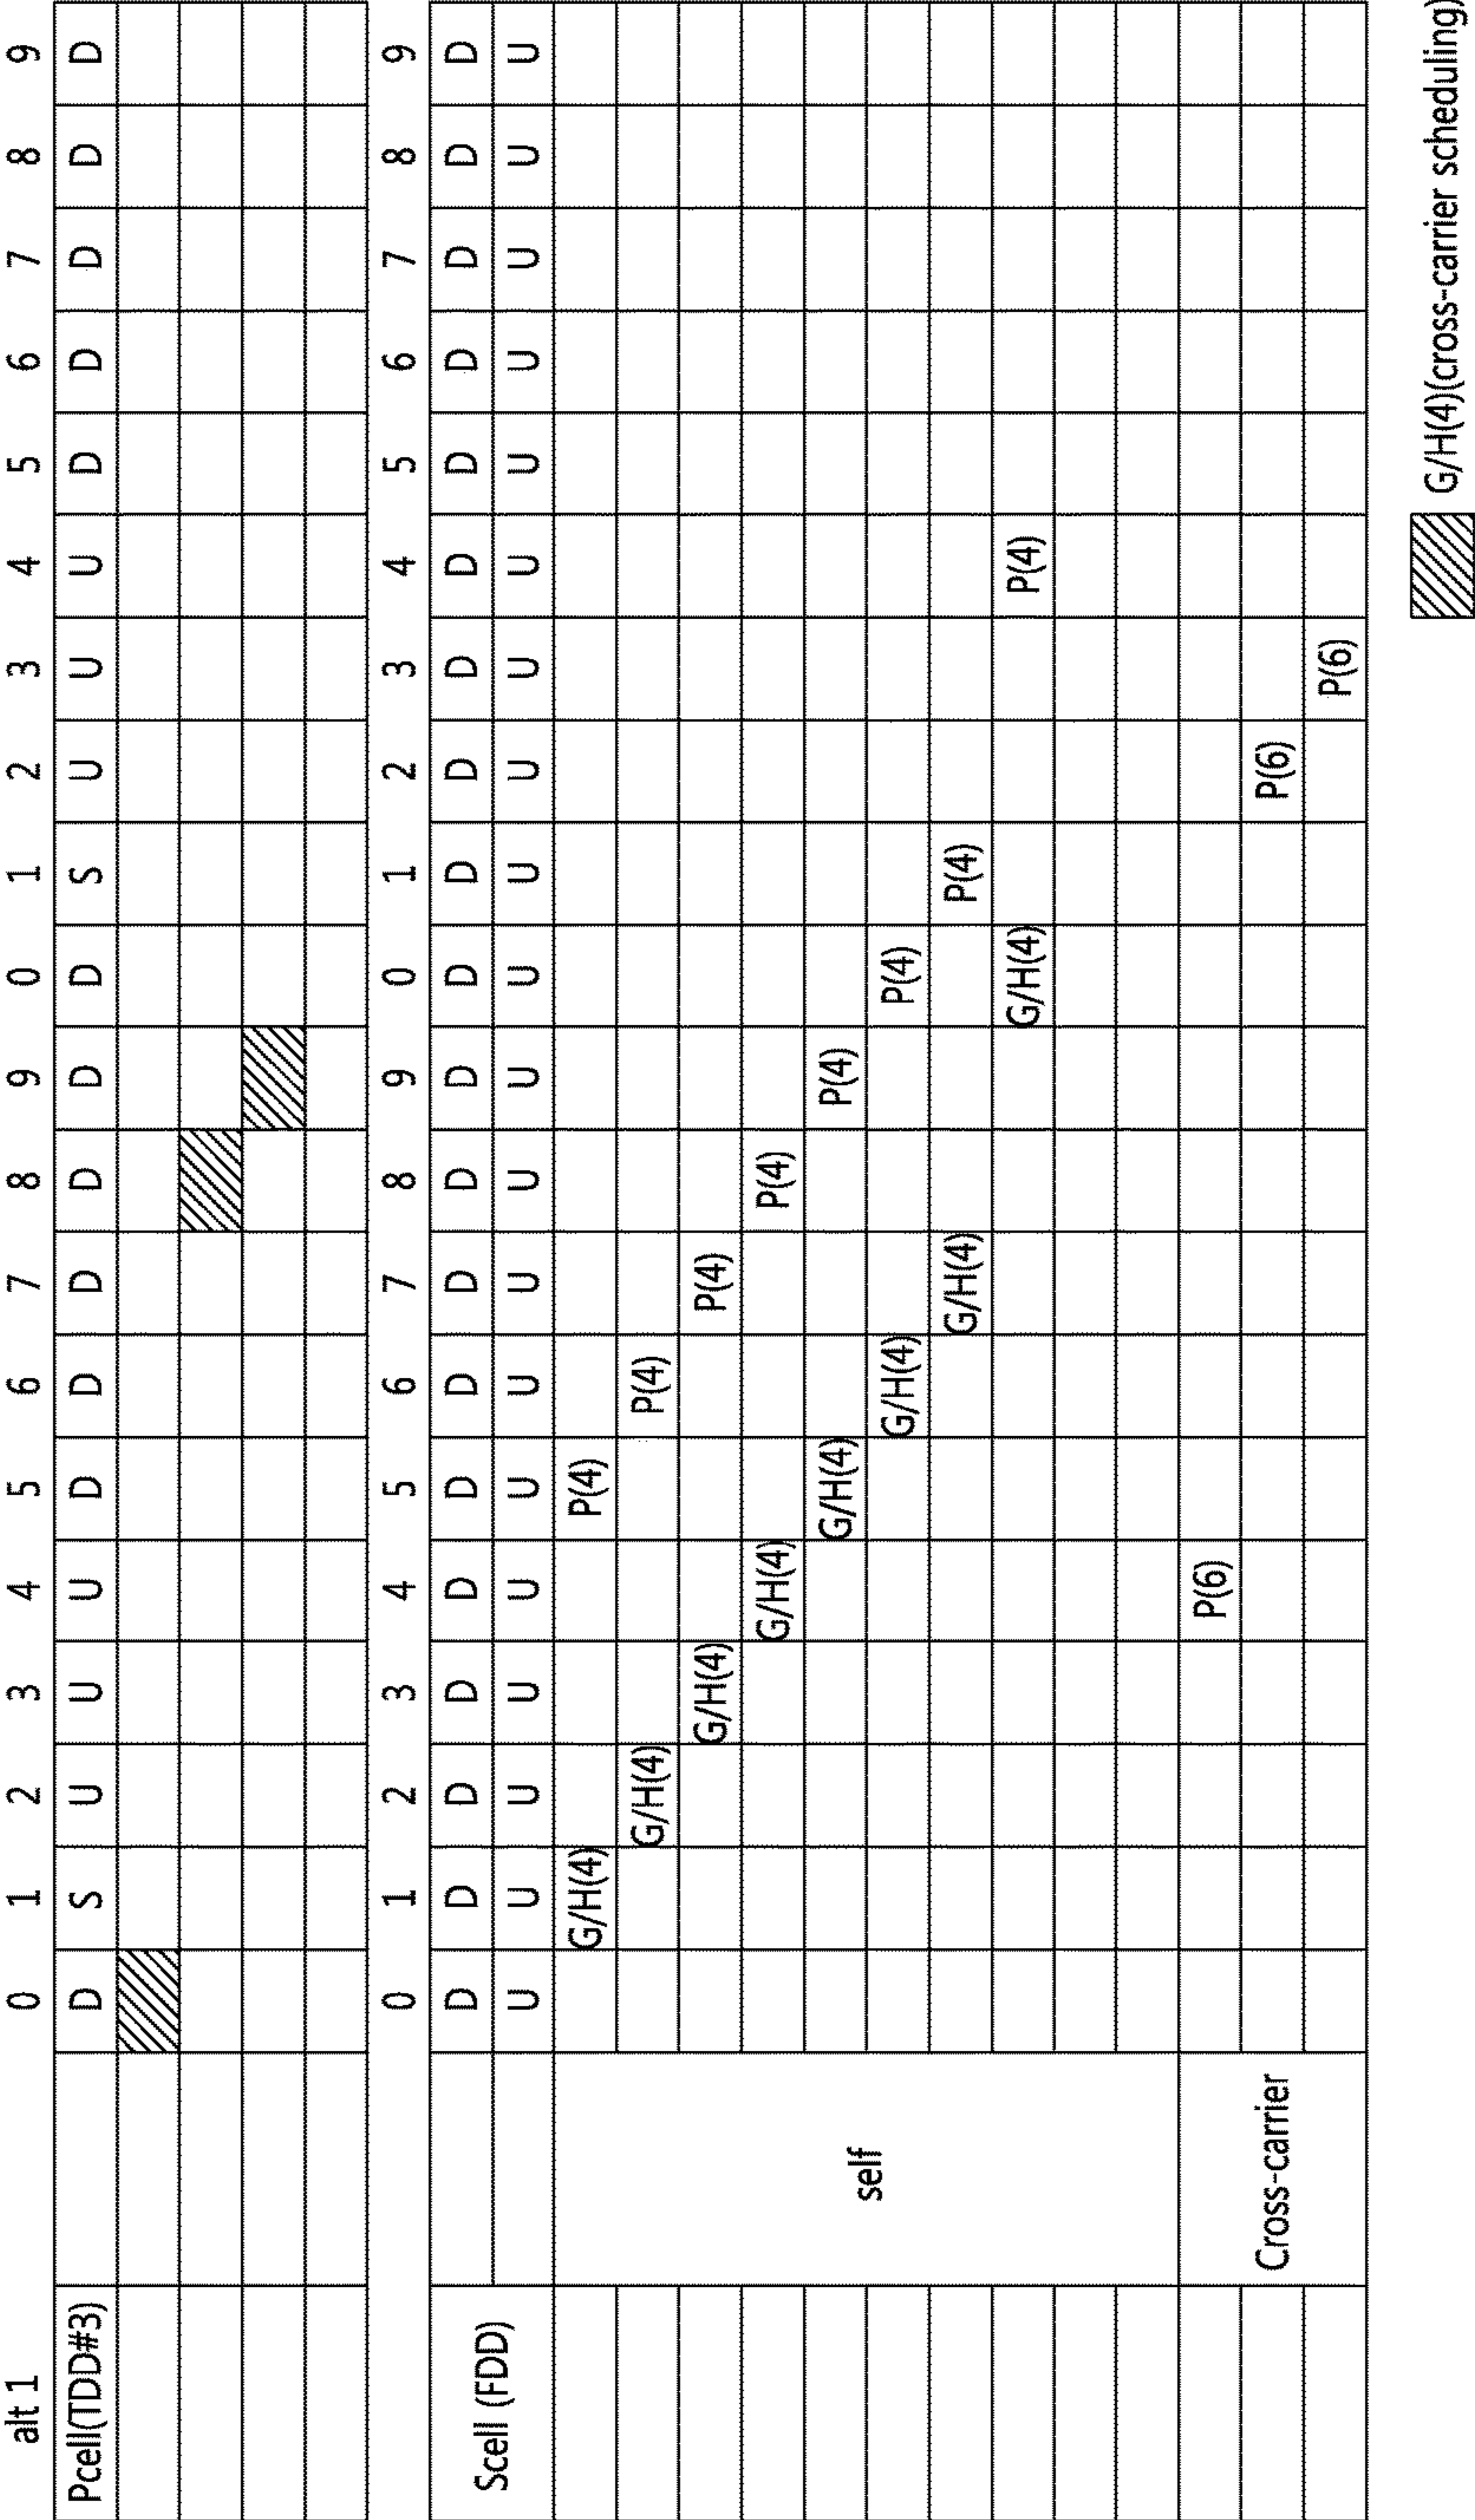 alt 1 0 1 2 3 4 5 6 7 8 9 0 1 2 3 4 5 6 7 8 9
Pcell(TDD#3) D S U U U D D D D D D S U U U D D D D D
0 1 2 3 4 5 6 7 8 9 0 1 2 3 4 5 6 7 8 9
Scell (FDD) D D D D D D D D D D D D D D D D D D D D
U U U U U U U U U U U U U U U U U U U U
G/H(4) P(4)
G/H(4) P(4)
G/H(4) P(4)
G/H(4) P(4)
self G/H(4) P(4)
G/H(4) P(4)
G/H(4) P(4)
G/H(4) P(4)
P(6)
Cross-carrier P(6)
P(6)
G/H(4)(cross-carrier scheduling)